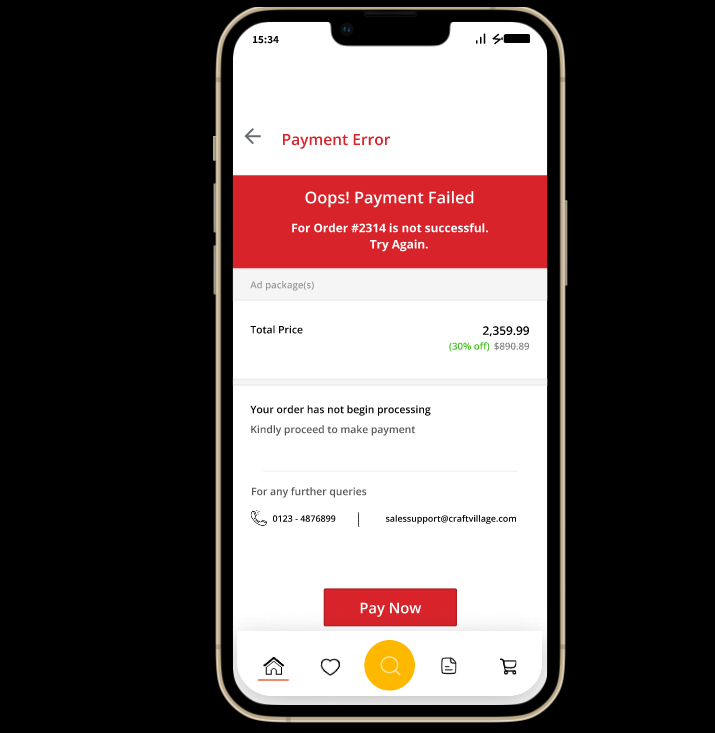 15:34
Payment Error
Oops! Payment Failed
For Order #2314 is not successful.
Try Again.
Ad package(s)
Total Price 2,359.99
(30% off) $890.89
Your order has not begin processing
Kindly proceed to make payment
For any further queries
0123 - 4876899 | salessupport@craftvillage.com
Pay Now